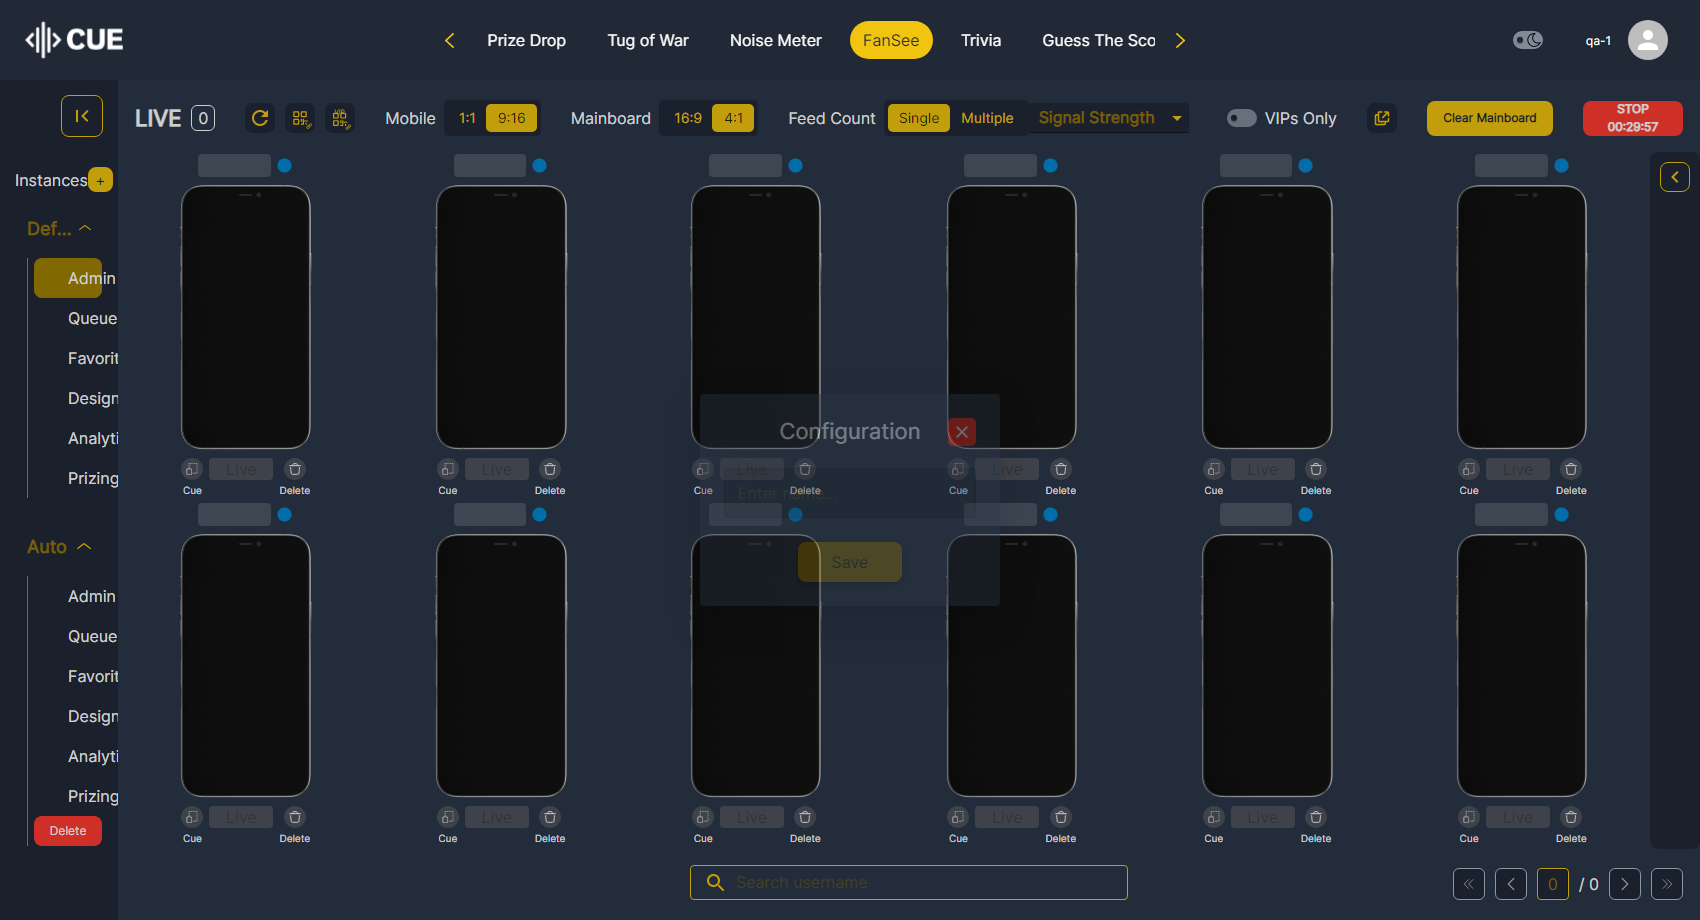 CUE
Prize Drop
Tug of War
Noise Meter
FanSee
Trivia
Guess The Sco
qa-1
LIVE 0
Mobile 1:1 9:16
Mainboard 16:9 4:1
Feed Count Single Multiple
Signal Strength
VIPs Only
Clear Mainboard
STOP
00:29:57
Instances +
Def...
Admin
Queue
Favorit
Design
Analyti
Prizing
Auto
Admin
Queue
Favorit
Design
Analyti
Prizing
Delete
Live Live Live Live Live Live
Cue Delete Cue Delete Cue Delete Cue Delete Cue Delete Cue Delete
Configuration
Enter name...
Save
Live Live Live Live Live Live
Cue Delete Cue Delete Cue Delete Cue Delete Cue Delete Cue Delete
Search username
0 / 0